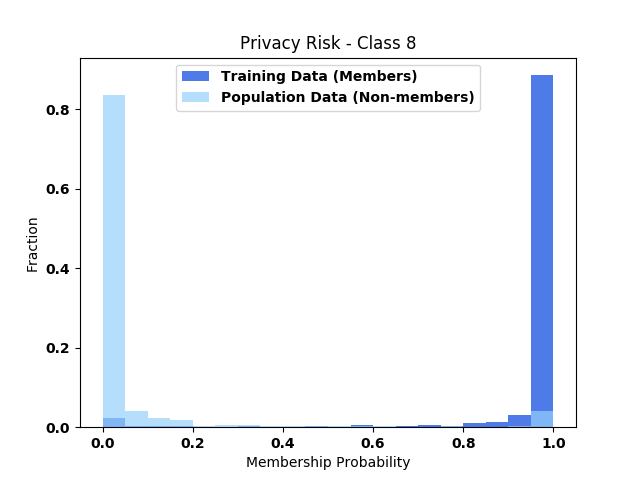 Privacy Risk - Class 8
Training Data (Members)
Population Data (Non-members)
Fraction
0.8
0.6
0.4
0.2
0.0
0.0 0.2 0.4 0.6 0.8 1.0
Membership Probability